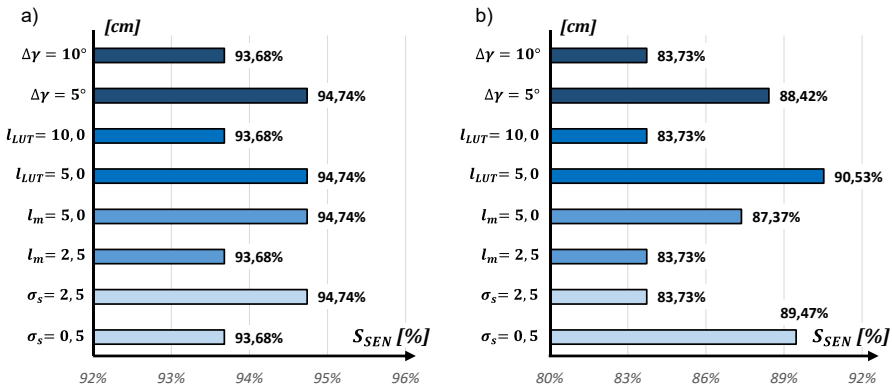 a)
[cm]
Δγ = 10°
93,68%
Δγ = 5°
94,74%
l_LUT = 10,0
93,68%
l_LUT = 5,0
94,74%
l_m = 5,0
94,74%
l_m = 2,5
93,68%
σ_s = 2,5
94,74%
σ_s = 0,5
93,68%
S_SEN [%]
92% 93% 94% 95% 96%
b)
[cm]
Δγ = 10°
83,73%
Δγ = 5°
88,42%
l_LUT = 10,0
83,73%
l_LUT = 5,0
90,53%
l_m = 5,0
87,37%
l_m = 2,5
83,73%
σ_s = 2,5
83,73%
σ_s = 0,5
89,47%
S_SEN [%]
80% 83% 86% 89% 92%